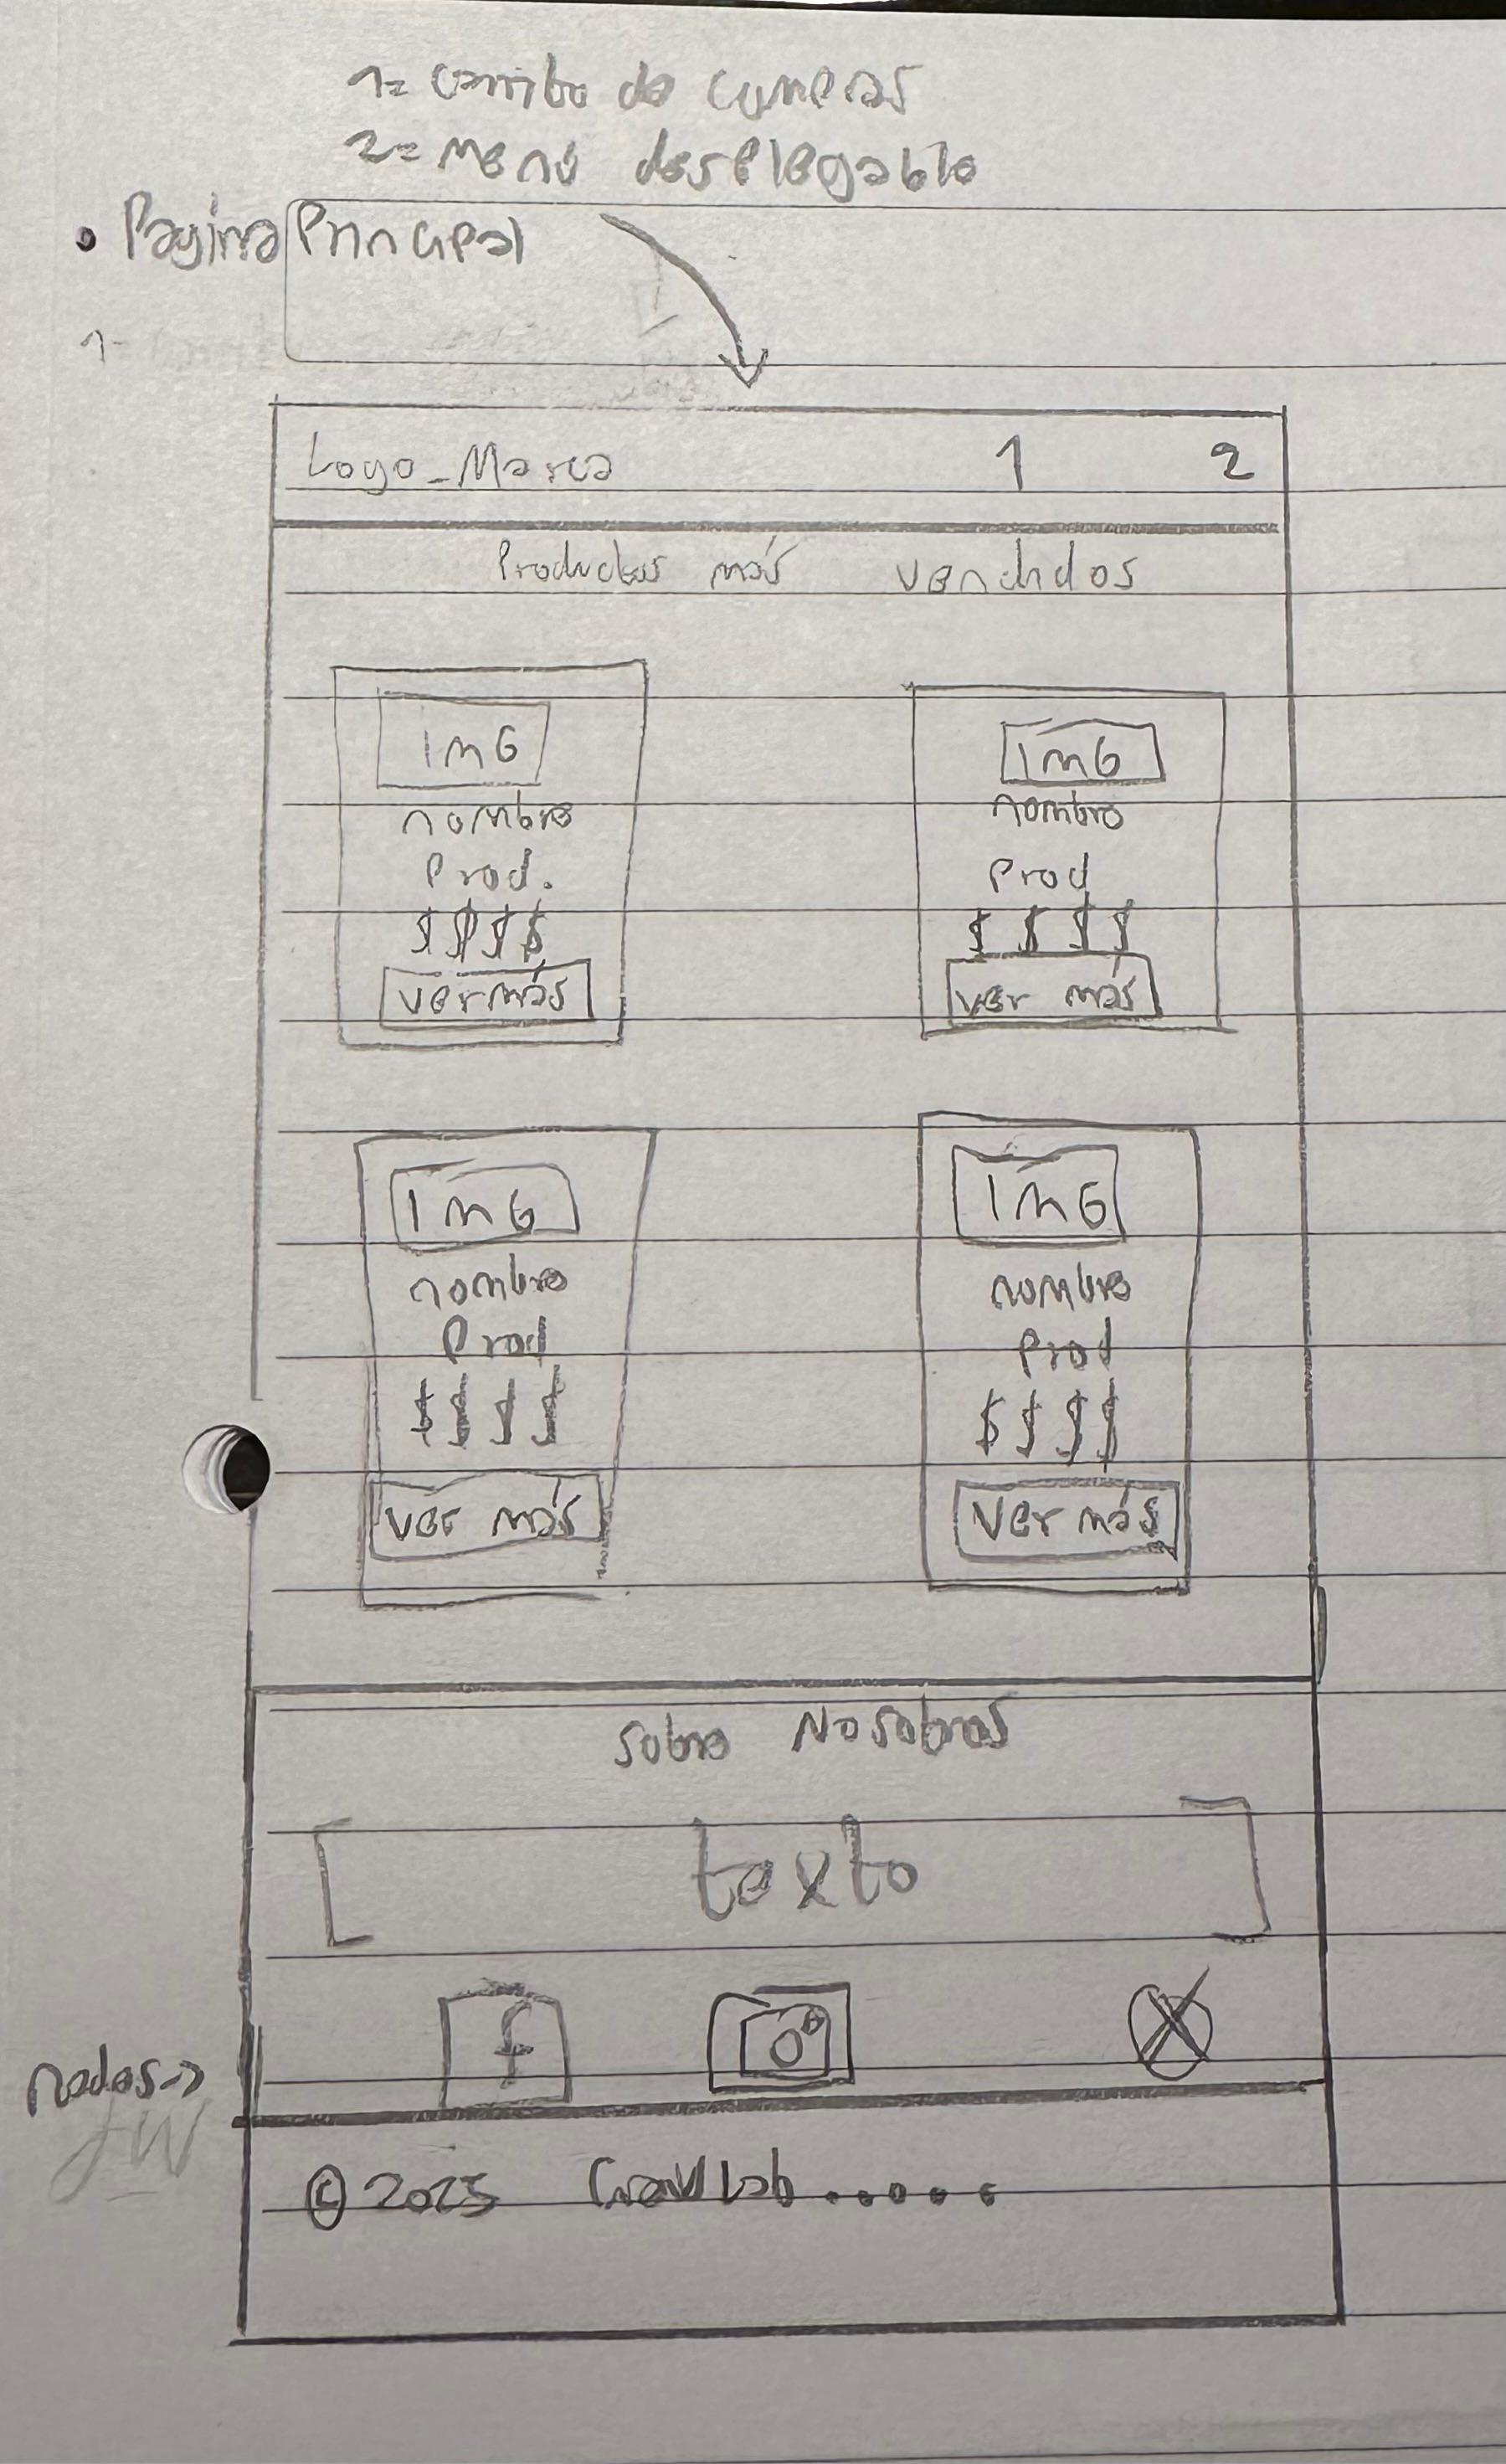 1= carrito de compras
2= menú desplegable
• Pagina Principal
1-
Logo_Marca 1 2
Productos más vendidos
IMG IMG
nombre nombre
Prod. Prod
$$$$ $$$$
ver más ver más
IMG IMG
nombre nombre
Prod Prod
$$$$ $$$$
ver más ver más
Sobre Nosotros
texto
redes->
f X
© 2025